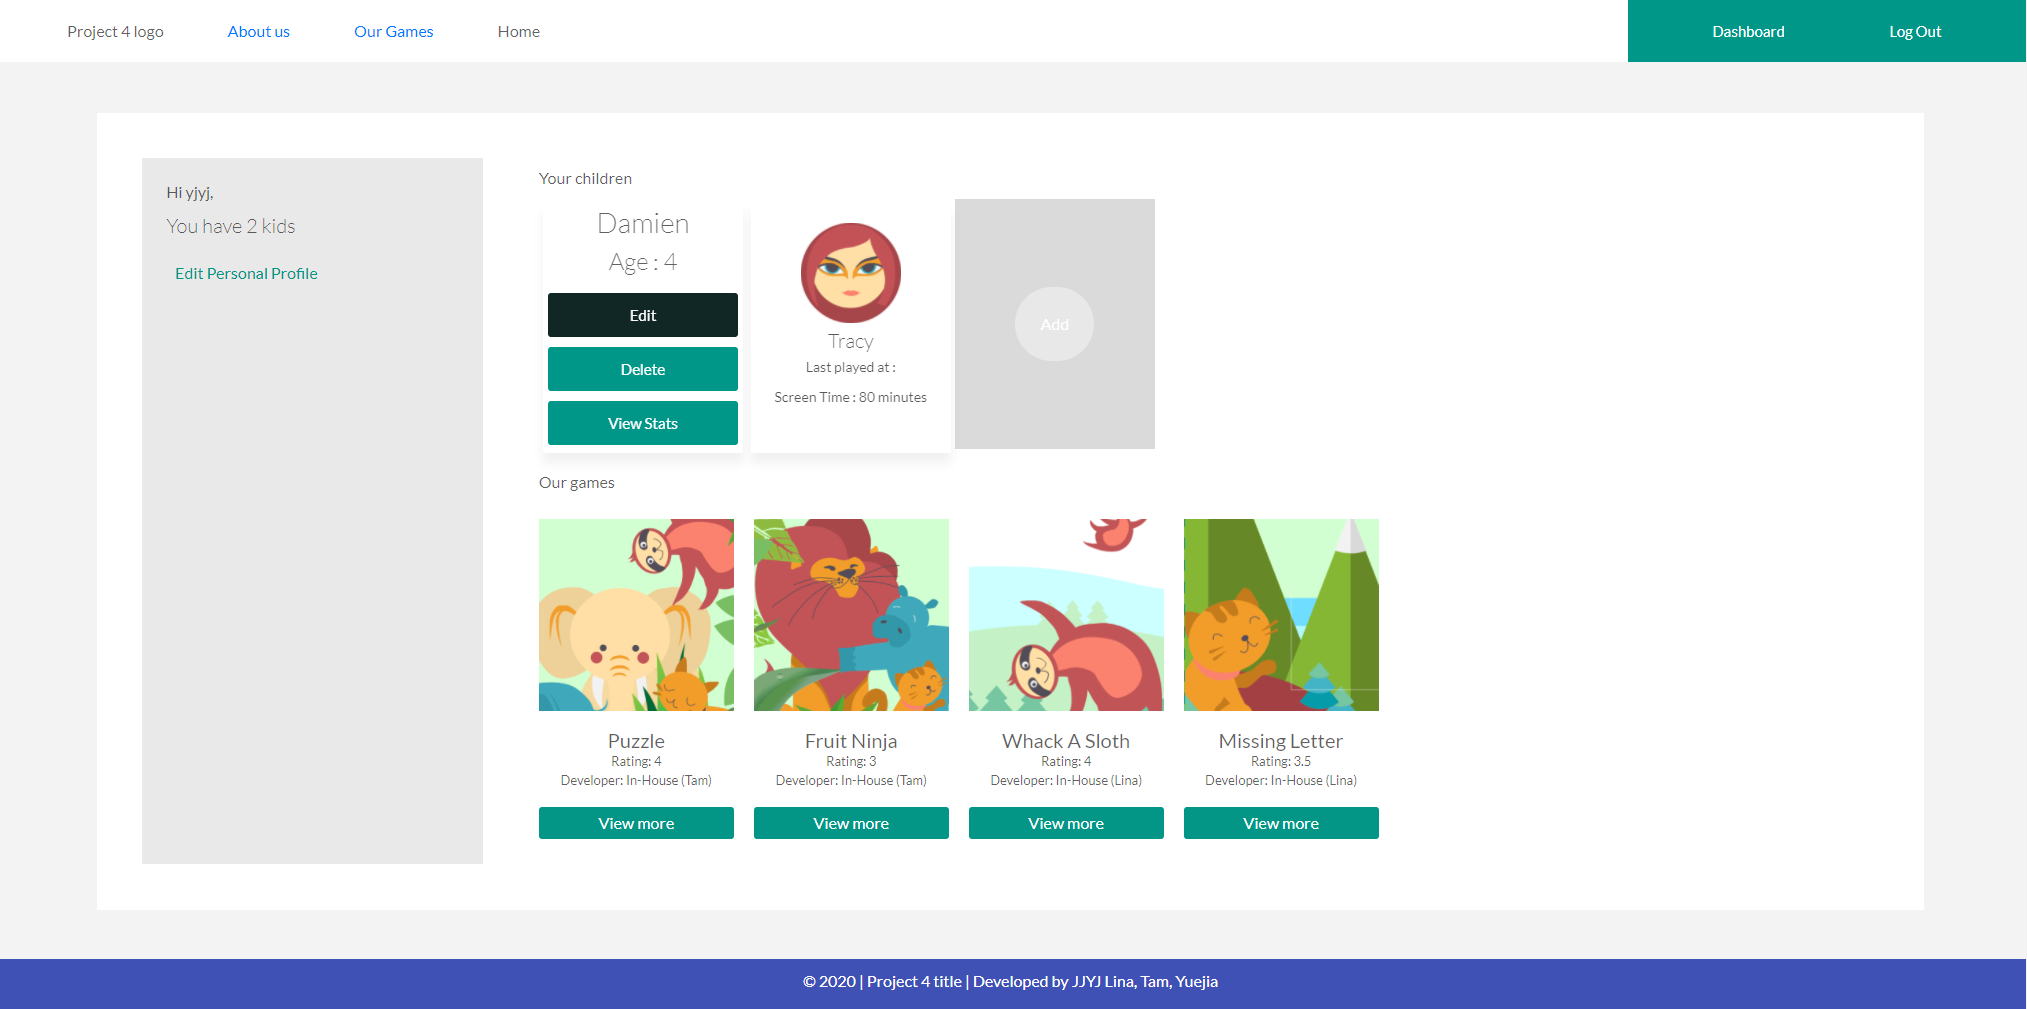 Project 4 logo
About us
Our Games
Home
Dashboard
Log Out
Hi yjyj,
You have 2 kids
Edit Personal Profile
Your children
Damien
Age : 4
Edit
Delete
View Stats
Tracy
Last played at :
Screen Time : 80 minutes
Add
Our games
Puzzle
Rating: 4
Developer: In-House (Tam)
View more
Fruit Ninja
Rating: 3
Developer: In-House (Tam)
View more
Whack A Sloth
Rating: 4
Developer: In-House (Lina)
View more
Missing Letter
Rating: 3.5
Developer: In-House (Lina)
View more
© 2020 | Project 4 title | Developed by JJYJ Lina, Tam, Yuejia